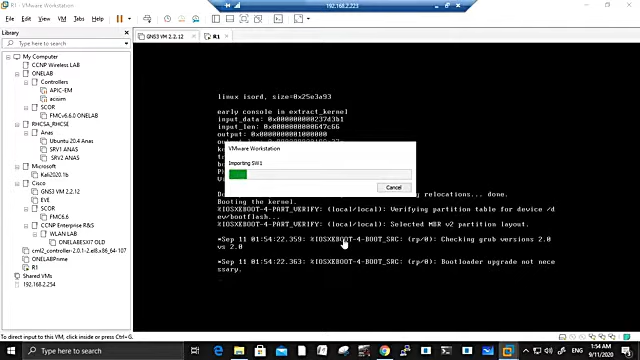 R1 - VMware Workstation
192.168.2.223
File Edit View VM Tabs Help
Library
Type here to search
My Computer
CCNP Wireless LAB
ONELAB
Controllers
APIC-EM
acsim
SCOR
FMCv6.6.0 ONELAB
RHCSA_RHCSE
Anas
Ubuntu 20.4 Anas
SRV1 ANAS
SRV2 ANAS
Microsoft
Kali2020.1b
Cisco
GNS3 VM 2.2.12
EVE
SCOR
FMC6.6
CCNP Enterprise R&S
WLAN LAB
ONELABESXI7 OLD
cml2_controller-2.0.1-2.el8.x86_64-107
ONELABPrime
R1
Shared VMs
192.168.2.254
GNS3 VM 2.2.12
R1
linux isord, size=0x25e3a93
early console in extract_kernel
input_data: 0x000000000237d3b1
input_len: 0x0000000000647c66
output: 0x0000000001000000
VMware Workstation
Importing SW1
Cancel
relocations... done.
Booting the kernel.
%IOSXEBOOT-4-PART_VERIFY: (local/local): Verifying partition table for device /d
ev/bootflash...
%IOSXEBOOT-4-PART_VERIFY: (local/local): Selected MBR v2 partition layout.
*Sep 11 01:54:22.359: %IOSXEBOOT-4-BOOT_SRC: (rp/0): Checking grub versions 2.0
vs 2.0
*Sep 11 01:54:22.363: %IOSXEBOOT-4-BOOT_SRC: (rp/0): Bootloader upgrade not nece
ssary.
To direct input to this VM, click inside or press Ctrl+G.
Type here to search
1:54 AM
9/11/2020